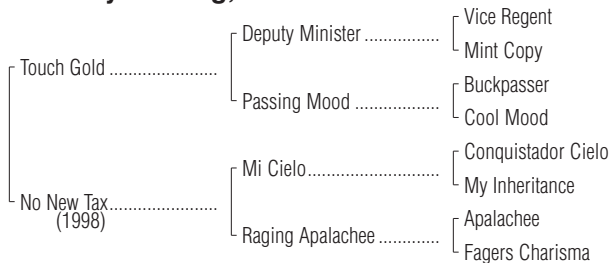 Vice Regent
Deputy Minister ................
Mint Copy
Touch Gold ........................
Buckpasser
Passing Mood ..................
Cool Mood
Conquistador Cielo
Mi Cielo.............................
My Inheritance
No New Tax........................
(1998)
Apalachee
Raging Apalachee .............
Fagers Charisma